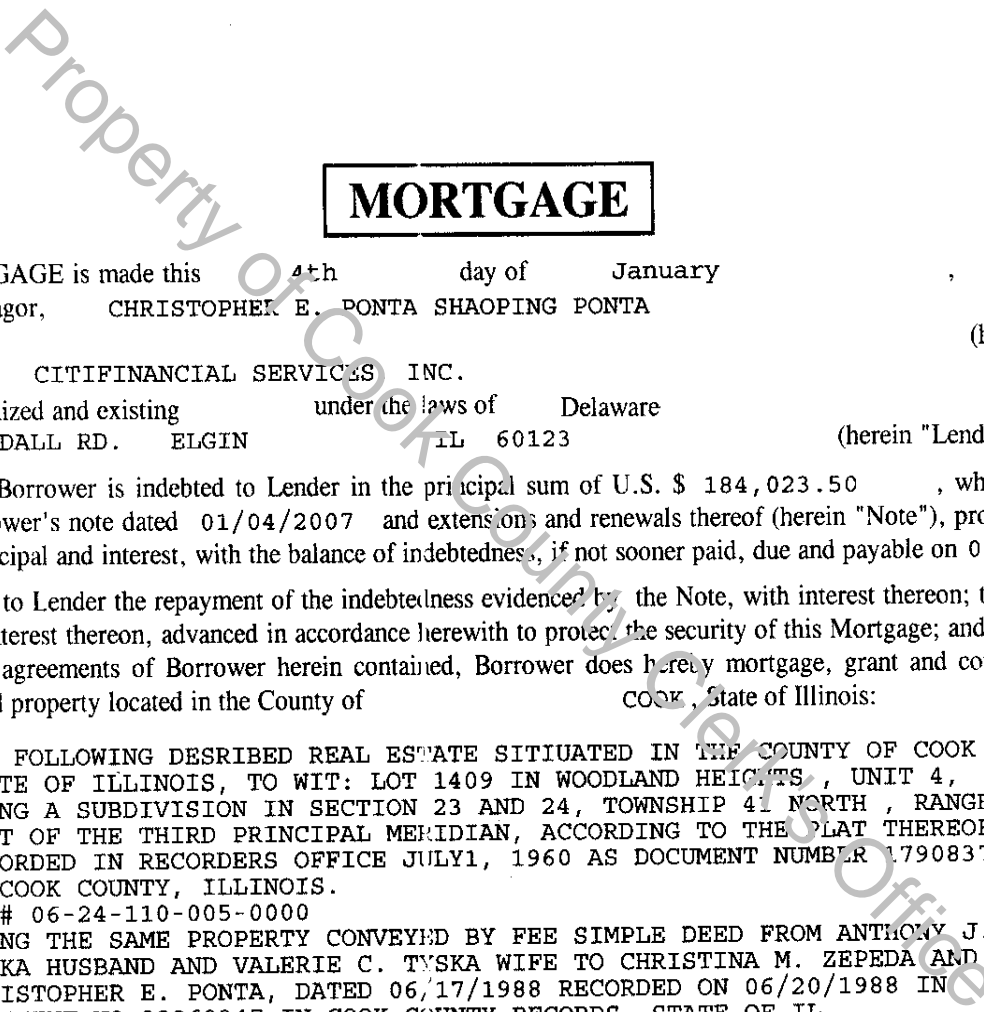 MORTGAGE
GAGE is made this 4th day of January ,
gor, CHRISTOPHER E. PONTA SHAOPING PONTA
(h
CITIFINANCIAL SERVICES INC.
ized and existing under the laws of Delaware
DALL RD. ELGIN IL 60123 (herein "Lend
Borrower is indebted to Lender in the principal sum of U.S. $ 184,023.50 , wh
wer's note dated 01/04/2007 and extensions and renewals thereof (herein "Note"), pro
cipal and interest, with the balance of indebtedness, if not sooner paid, due and payable on 0
to Lender the repayment of the indebtedness evidenced by the Note, with interest thereon; t
terest thereon, advanced in accordance herewith to protect the security of this Mortgage; and
agreements of Borrower herein contained, Borrower does hereby mortgage, grant and co
property located in the County of COOK , State of Illinois:
FOLLOWING DESRIBED REAL ESTATE SITIUATED IN THE COUNTY OF COOK
TE OF ILLINOIS, TO WIT: LOT 1409 IN WOODLAND HEIGHTS , UNIT 4,
NG A SUBDIVISION IN SECTION 23 AND 24, TOWNSHIP 41 NORTH , RANGE
T OF THE THIRD PRINCIPAL MERIDIAN, ACCORDING TO THE PLAT THEREOF
ORDED IN RECORDERS OFFICE JULY1, 1960 AS DOCUMENT NUMBER 1790837
COOK COUNTY, ILLINOIS.
# 06-24-110-005-0000
NG THE SAME PROPERTY CONVEYED BY FEE SIMPLE DEED FROM ANTHONY J.
KA HUSBAND AND VALERIE C. TYSKA WIFE TO CHRISTINA M. ZEPEDA AND
ISTOPHER E. PONTA, DATED 06/17/1988 RECORDED ON 06/20/1988 IN
IN COOK COUNTY RECORDS, STATE OF IL
Property of Cook County Clerk's Office